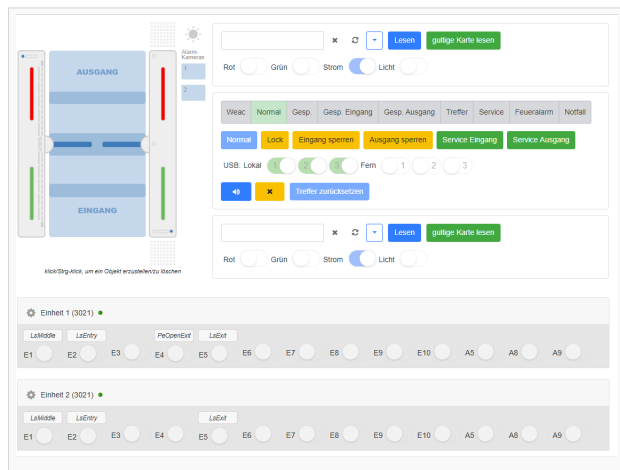 Alarm-
Kameras
1
2
AUSGANG
EINGANG
klick/Strg-klick, um ein Objekt erzustellen/zu löschen
Lesen gultige Karte lesen
Rot Grün Strom Licht
Weac Normal Gesp. Gesp. Eingang Gesp. Ausgang Treffer Service Feueralarm Notfall
Normal Lock Eingang sperren Ausgang sperren Service Eingang Service Ausgang
USB: Lokal 1 2 3 Fern 1 2 3
Treffer zurücksetzen
Lesen gultige Karte lesen
Rot Grün Strom Licht
Einheit 1 (3021)
LsMiddle LsEntry PeOpenExit LsExit
E1 E2 E3 E4 E5 E6 E7 E8 E9 E10 A5 A8 A9
Einheit 2 (3021)
LsMiddle LsEntry LsExit
E1 E2 E3 E4 E5 E6 E7 E8 E9 E10 A5 A8 A9